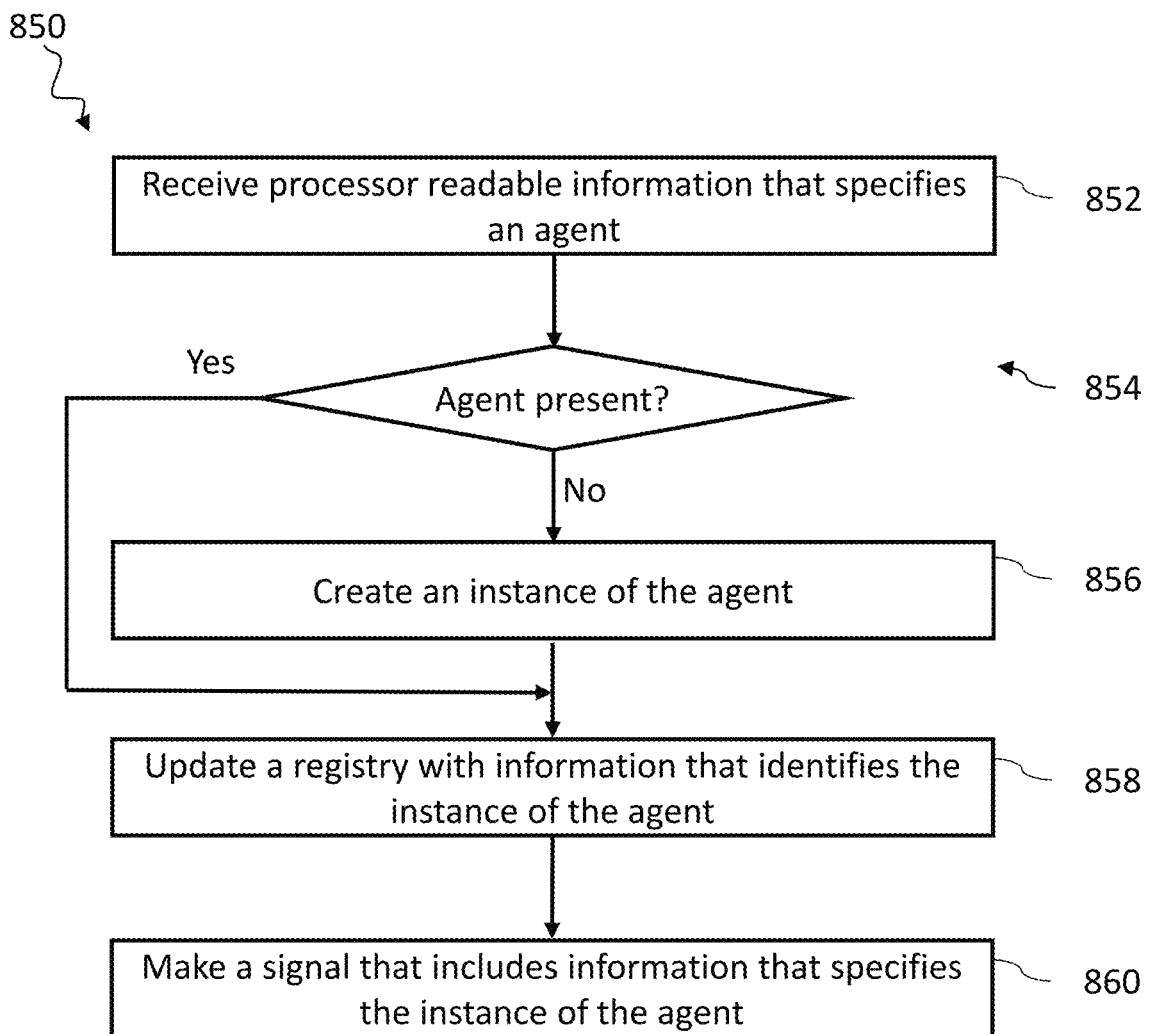 850
Receive processor readable information that specifies
an agent
852
Yes
Agent present?
854
No
Create an instance of the agent
856
Update a registry with information that identifies the
instance of the agent
858
Make a signal that includes information that specifies
the instance of the agent
860